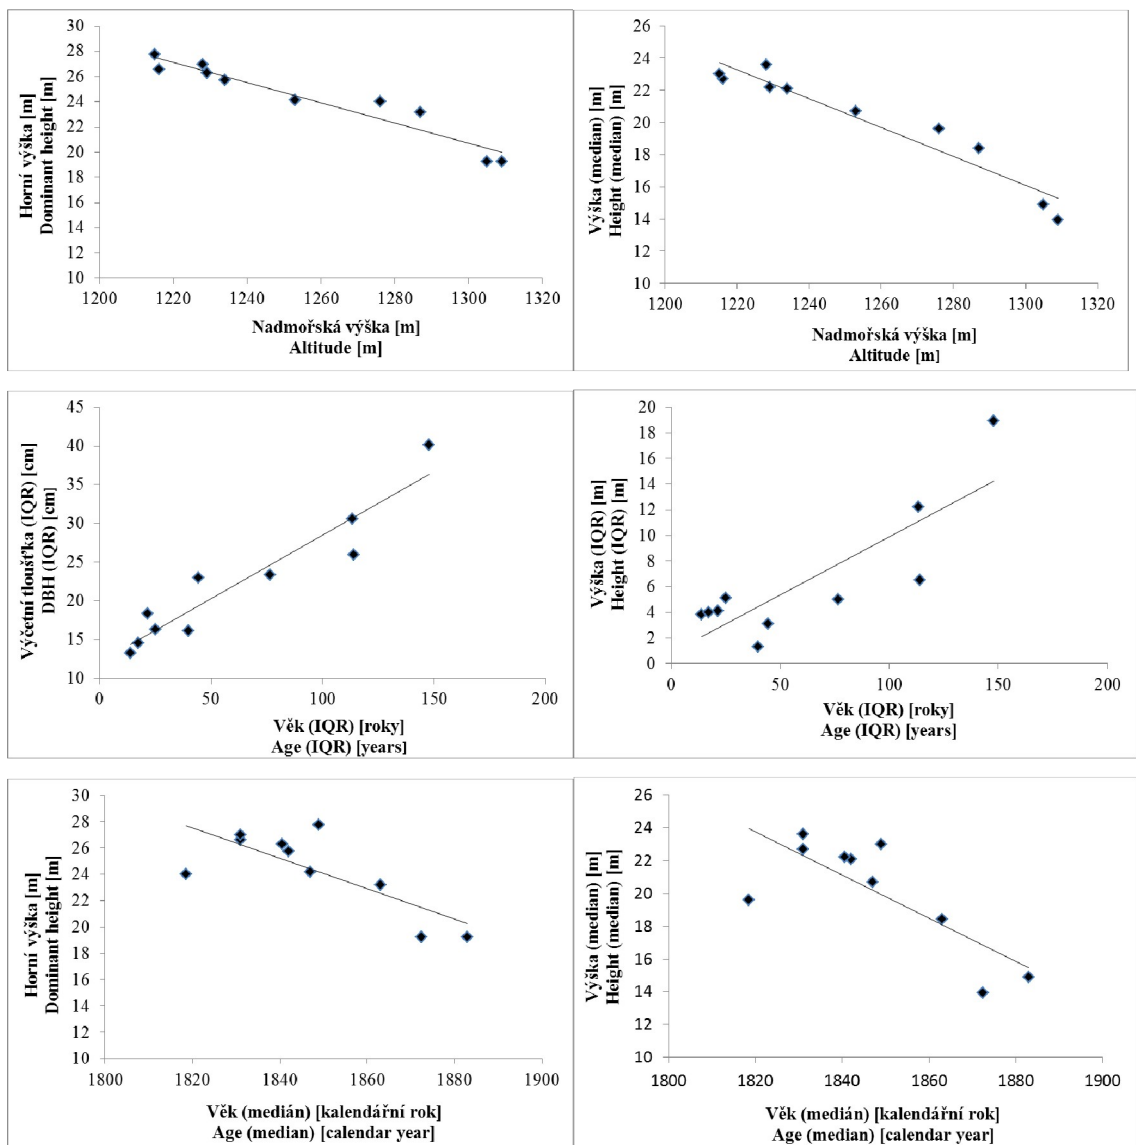 30
28
26
24
22
20
18
16
14
12
10
Horní výška [m]
Dominant height [m]
1200 1220 1240 1260 1280 1300 1320
Nadmořská výška [m]
Altitude [m]
26
24
22
20
18
16
14
12
10
Výška (median) [m]
Height (median) [m]
1200 1220 1240 1260 1280 1300 1320
Nadmořská výška [m]
Altitude [m]
45
40
35
30
25
20
15
10
Výčetní tloušťka (IQR) [cm]
DBH (IQR) [cm]
0 50 100 150 200
Věk (IQR) [roky]
Age (IQR) [years]
20
18
16
14
12
10
8
6
4
2
0
Výška (IQR) [m]
Height (IQR) [m]
0 50 100 150 200
Věk (IQR) [roky]
Age (IQR) [years]
30
28
26
24
22
20
18
16
14
12
10
Horní výška [m]
Dominant height [m]
1800 1820 1840 1860 1880 1900
Věk (medián) [kalendářní rok]
Age (median) [calendar year]
26
24
22
20
18
16
14
12
10
Výška (median) [m]
Height (median) [m]
1800 1820 1840 1860 1880 1900
Věk (medián) [kalendářní rok]
Age (median) [calendar year]